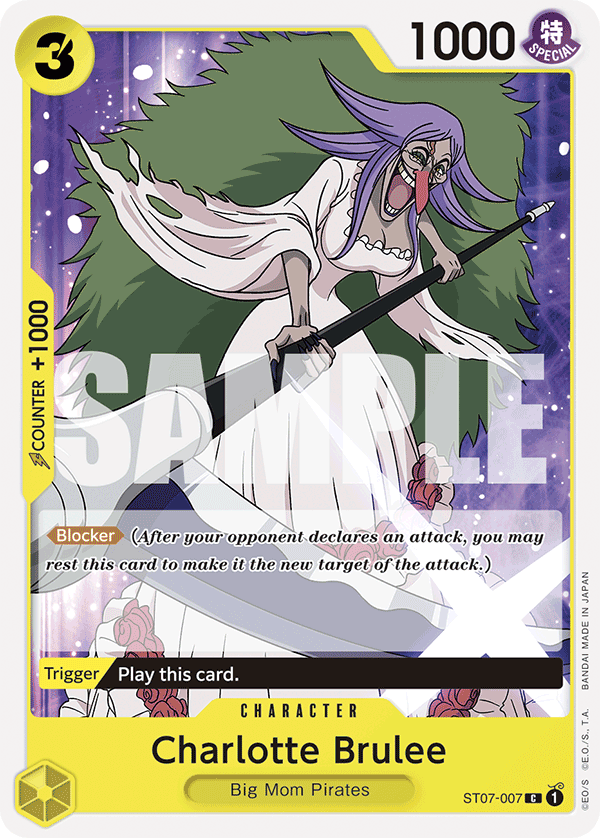 3
1000
特
SPECIAL
COUNTER +1000
SAMPLE
Blocker (After your opponent declares an attack, you may
rest this card to make it the new target of the attack.)
Trigger Play this card.
CHARACTER
Charlotte Brulee
Big Mom Pirates
ST07-007 C 1
©EO/S ©E.O./S., T.A. BANDAI MADE IN JAPAN